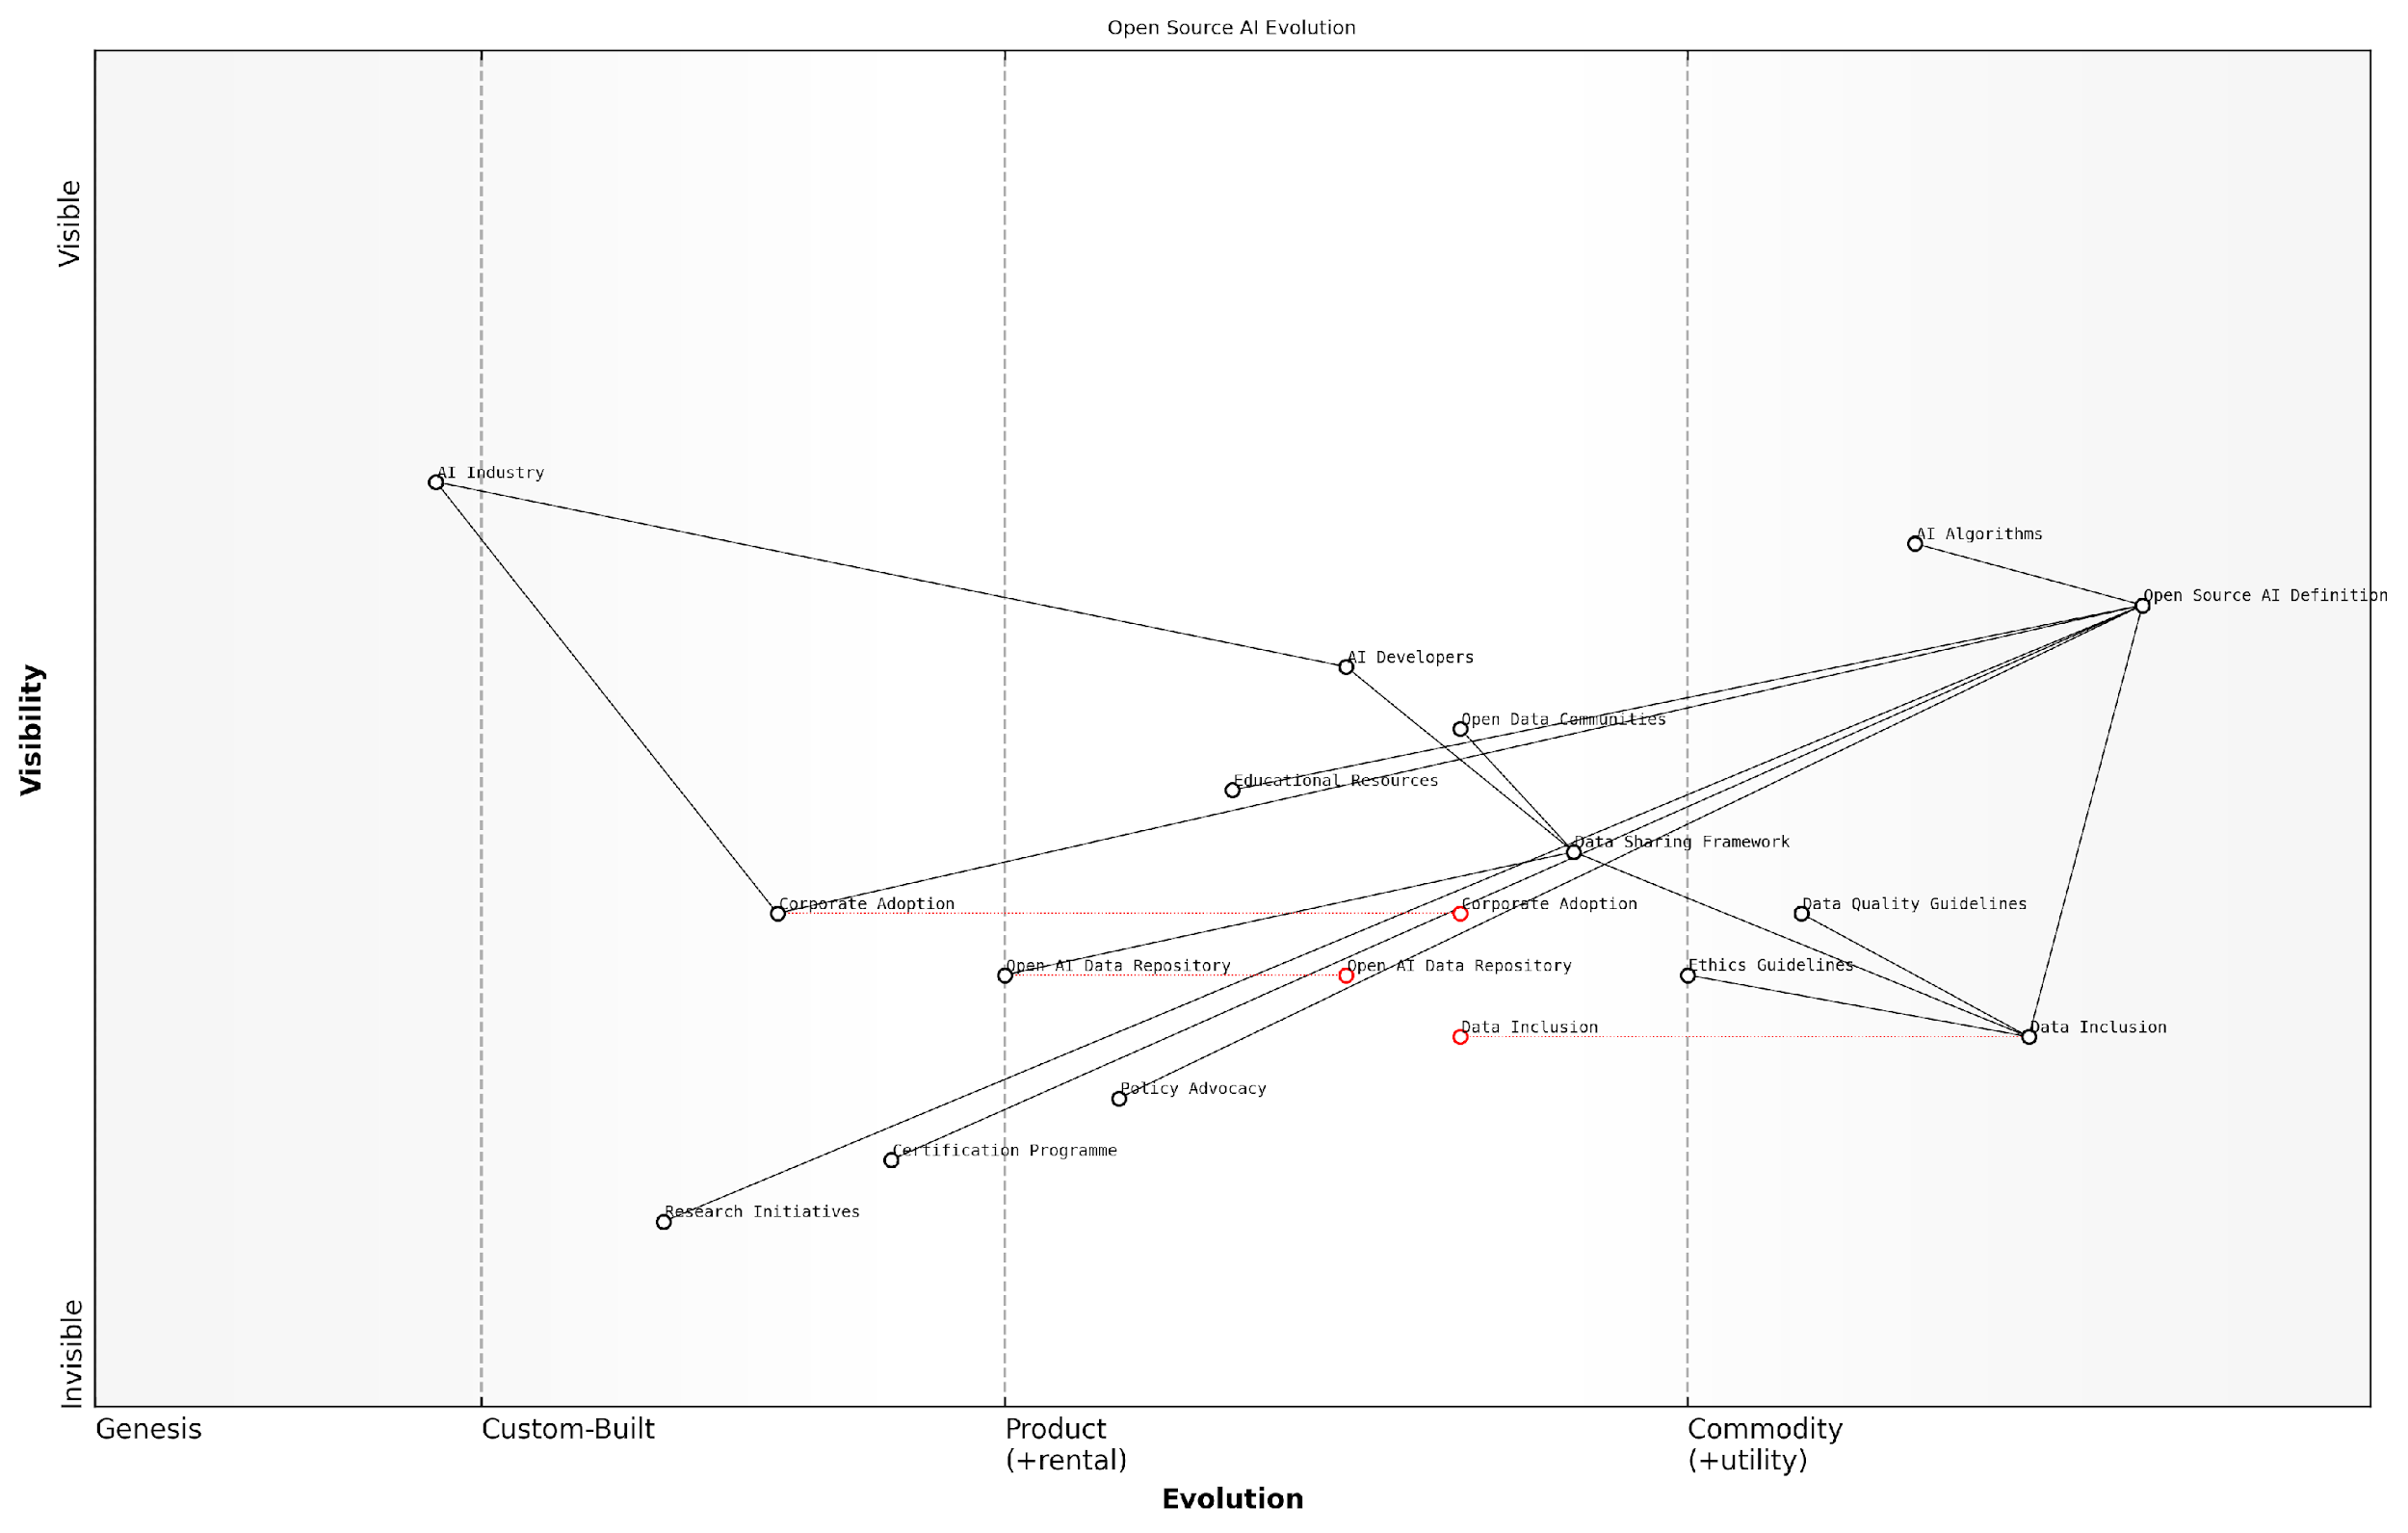 Open Source AI Evolution
Visible
AI Industry
AI Algorithms
Open Source AI Definition
AI Developers
Open Data Communities
Visibility
Educational Resources
Data Sharing Framework
Corporate Adoption
Corporate Adoption
Data Quality Guidelines
Open AI Data Repository
Open AI Data Repository
Ethics Guidelines
Data Inclusion
Data Inclusion
Policy Advocacy
Certification Programme
Research Initiatives
Invisible
Genesis
Custom-Built
Product
(+rental)
Commodity
(+utility)
Evolution